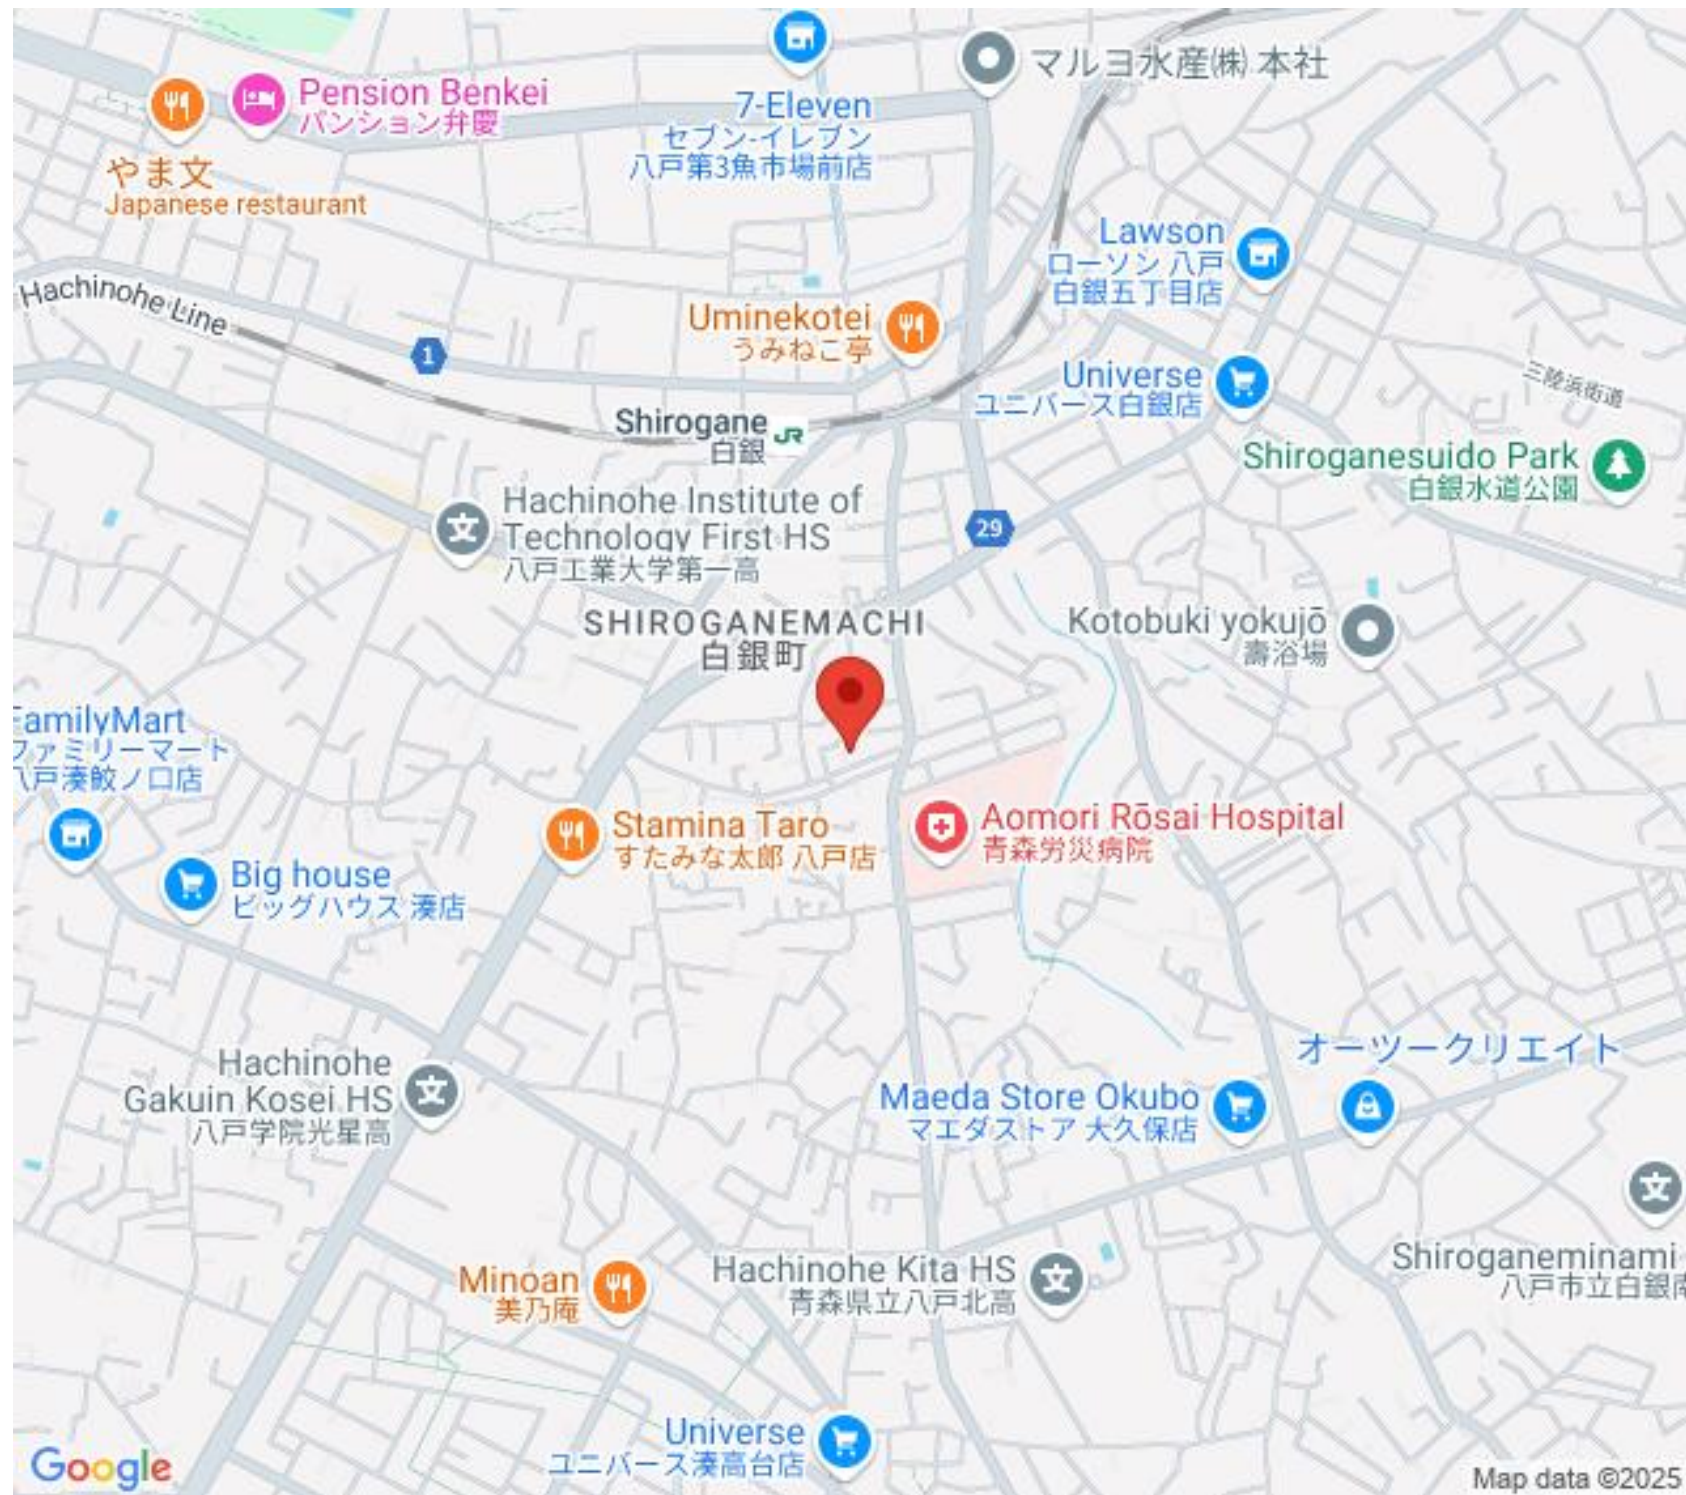 マルヨ水産㈱ 本社
Pension Benkei
パンション弁慶
7-Eleven
セブン-イレブン
八戸第3魚市場前店
やま文
Japanese restaurant
Lawson
ローソン 八戸
白銀五丁目店
Hachinohe Line
Uminekotei
うみねこ亭
1
Universe
ユニバース白銀店
三陸浜街道
Shirogane
白銀
JR
Shiroganesuido Park
白銀水道公園
Hachinohe Institute of
Technology First HS
八戸工業大学第一高
29
SHIROGANEMACHI
白銀町
Kotobuki yokujō
壽浴場
FamilyMart
ファミリーマート
八戸湊鮫ノ口店
Stamina Taro
すたみな太郎 八戸店
Aomori Rōsai Hospital
青森労災病院
Big house
ビッグハウス 湊店
オーツークリエイト
Hachinohe
Gakuin Kosei HS
八戸学院光星高
Maeda Store Okubo
マエダストア 大久保店
Shiroganeminami
八戸市立白銀南
Minoan
美乃庵
Hachinohe Kita HS
青森県立八戸北高
Universe
ユニバース湊高台店
Google
Map data ©2025